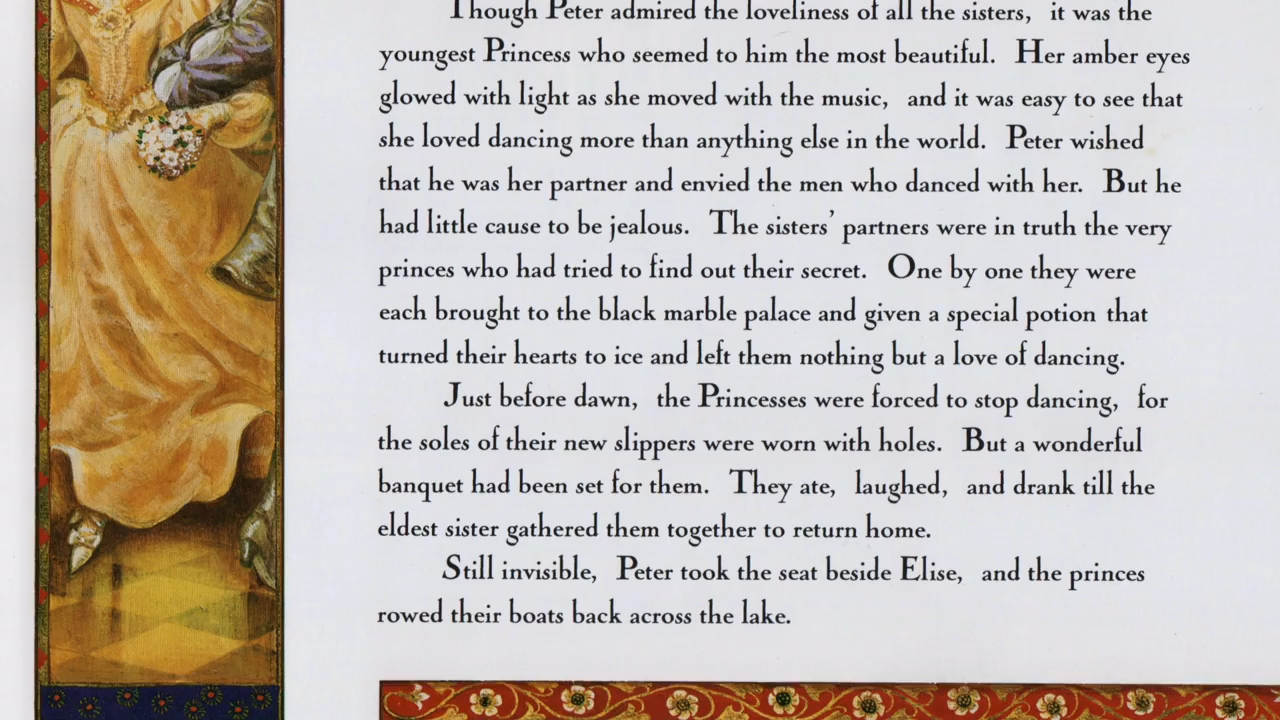 Though Peter admired the loveliness of all the sisters, it was the
youngest Princess who seemed to him the most beautiful. Her amber eyes
glowed with light as she moved with the music, and it was easy to see that
she loved dancing more than anything else in the world. Peter wished
that he was her partner and envied the men who danced with her. But he
had little cause to be jealous. The sisters’ partners were in truth the very
princes who had tried to find out their secret. One by one they were
each brought to the black marble palace and given a special potion that
turned their hearts to ice and left them nothing but a love of dancing.
Just before dawn, the Princesses were forced to stop dancing, for
the soles of their new slippers were worn with holes. But a wonderful
banquet had been set for them. They ate, laughed, and drank till the
eldest sister gathered them together to return home.
Still invisible, Peter took the seat beside Elise, and the princes
rowed their boats back across the lake.